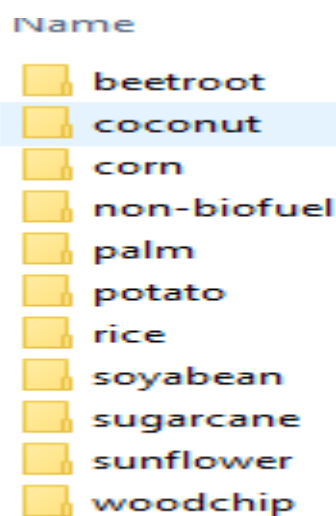 Name
beetroot
coconut
corn
non-biofuel
palm
potato
rice
soyabean
sugarcane
sunflower
woodchip